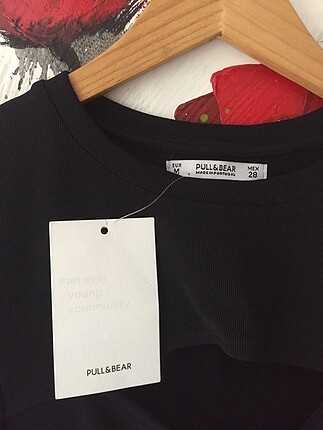 EUR
M
PULL&BEAR
MADE IN PORTUGAL
MEX
28
#an ever
young
community
PULL&BEAR